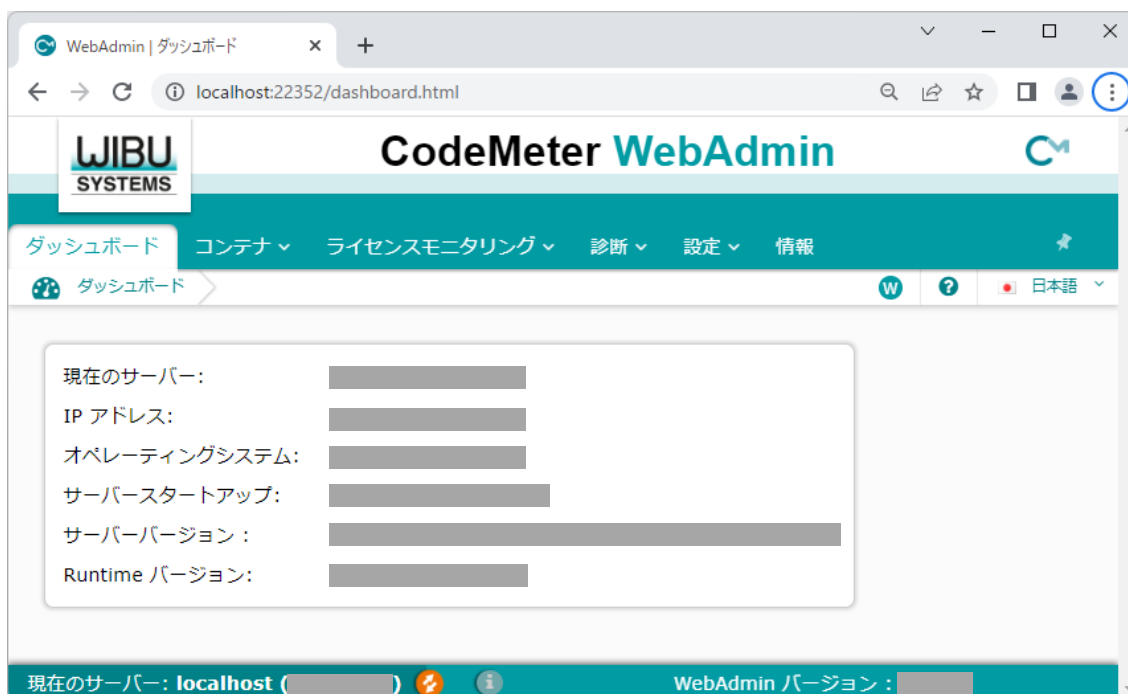 WebAdmin | ダッシュボード
localhost:22352/dashboard.html
WIBU
SYSTEMS
CodeMeter WebAdmin
ダッシュボード コンテナ ライセンスモニタリング 診断 設定 情報
ダッシュボード W ? 日本語
現在のサーバー:
IP アドレス:
オペレーティングシステム:
サーバースタートアップ:
サーバーバージョン :
Runtime バージョン:
現在のサーバー: localhost ( ) i WebAdmin バージョン :